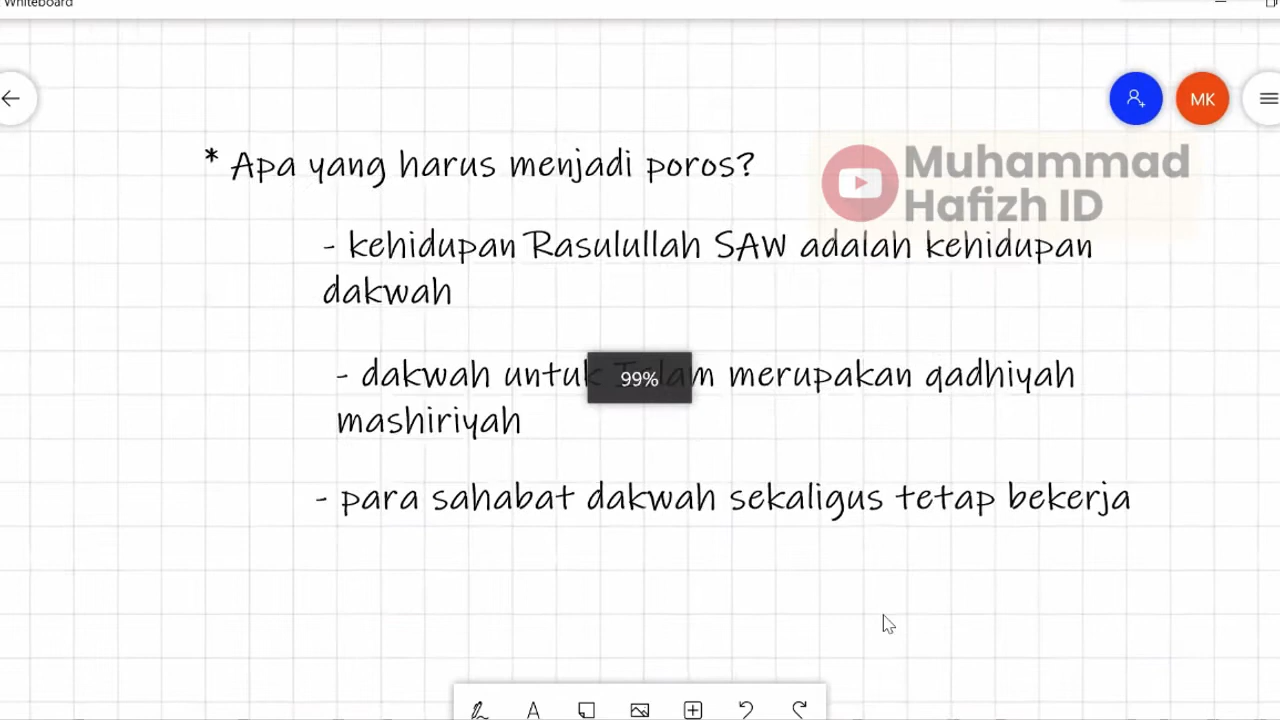 Whiteboard
MK
Muhammad
Hafizh ID
* Apa yang harus menjadi poros?
- kehidupan Rasulullah SAW adalah kehidupan
dakwah
- dakwah untuk Islam merupakan qadhiyah
99%
mashiriyah
- para sahabat dakwah sekaligus tetap bekerja